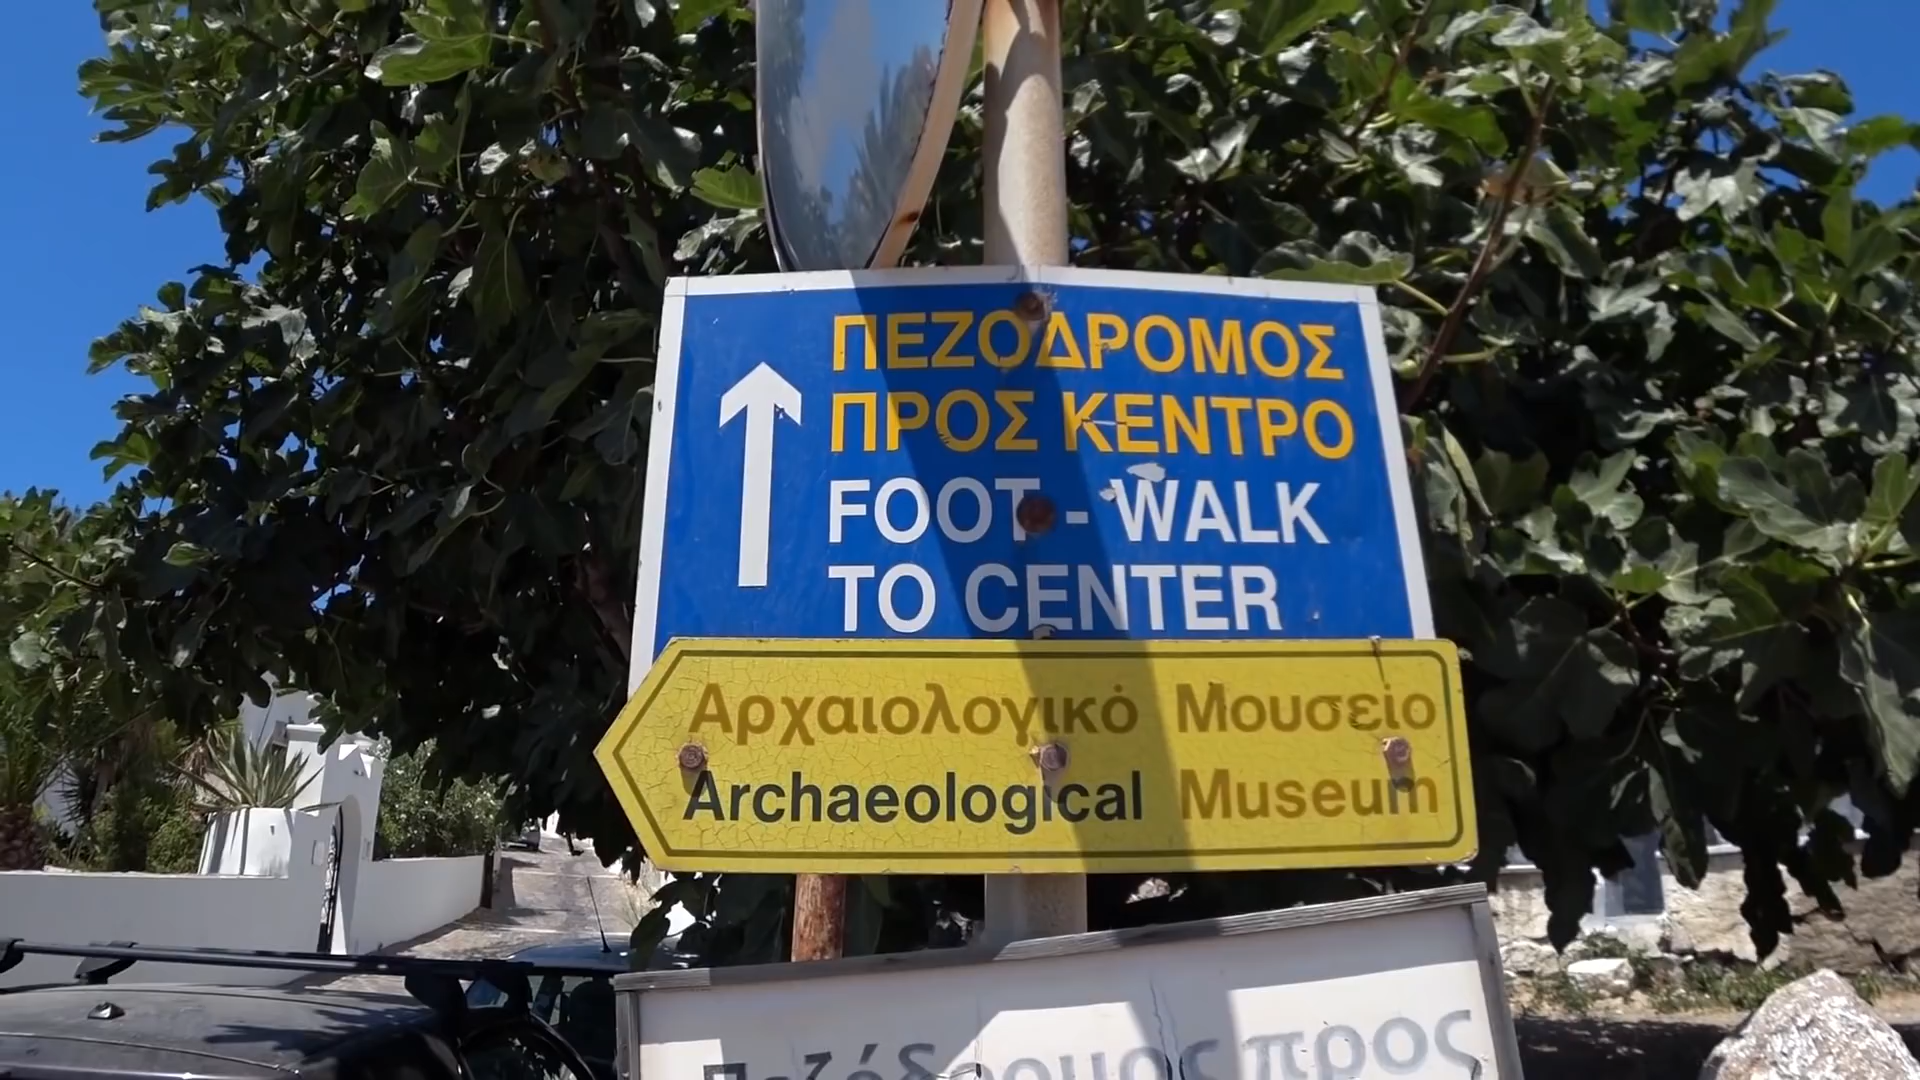 ΠΕΖΟΔΡΟΜΟΣ
ΠΡΟΣ ΚΕΝΤΡΟ
FOOT - WALK
TO CENTER
Αρχαιολογικό Μουσείο
Archaeological Museum
Πεζόδρομος προς